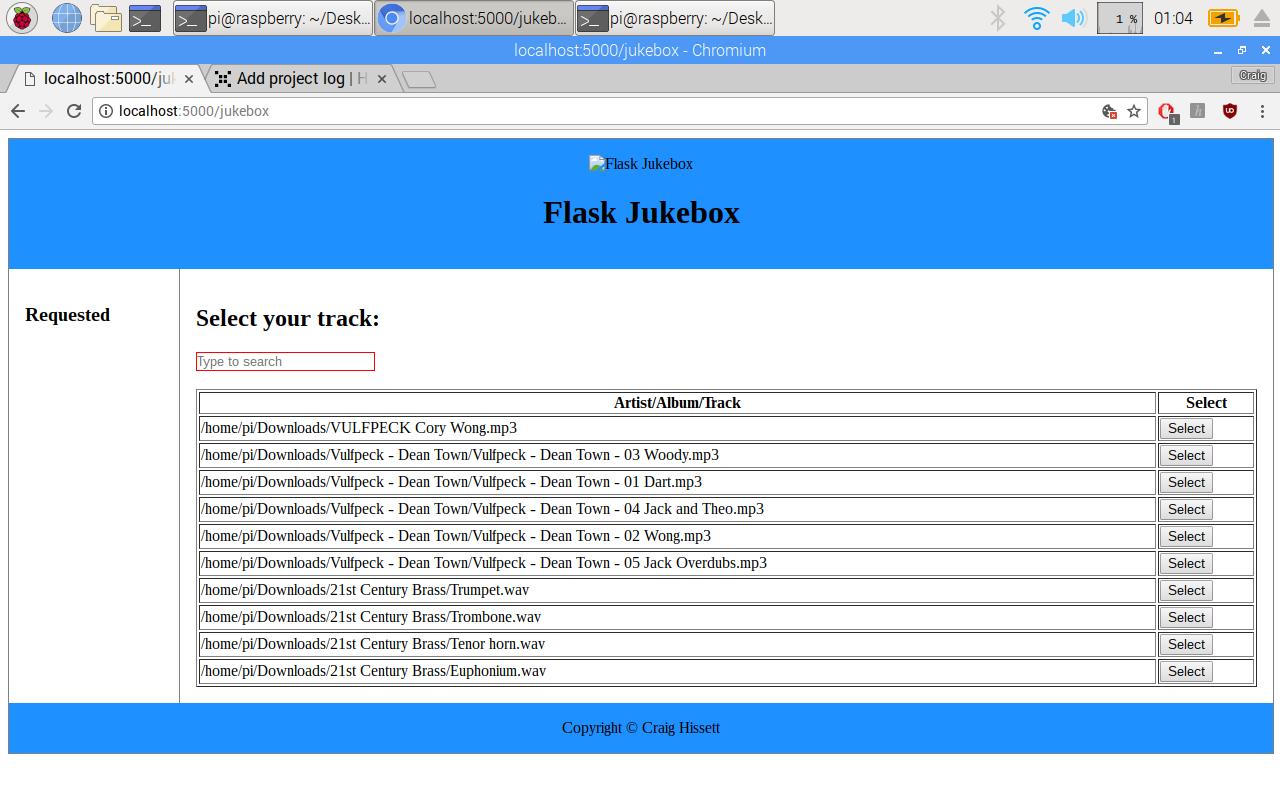 pi@raspberry: ~/Desk...
localhost:5000/jukeb...
pi@raspberry: ~/Desk...
1 %
01:04
localhost:5000/jukebox - Chromium
localhost:5000/juk
Add project log | H
Craig
localhost:5000/jukebox
1
h
Flask Jukebox
Flask Jukebox
Requested
Select your track:
Type to search
Artist/Album/Track Select
/home/pi/Downloads/VULFPECK Cory Wong.mp3 Select
/home/pi/Downloads/Vulfpeck - Dean Town/Vulfpeck - Dean Town - 03 Woody.mp3 Select
/home/pi/Downloads/Vulfpeck - Dean Town/Vulfpeck - Dean Town - 01 Dart.mp3 Select
/home/pi/Downloads/Vulfpeck - Dean Town/Vulfpeck - Dean Town - 04 Jack and Theo.mp3 Select
/home/pi/Downloads/Vulfpeck - Dean Town/Vulfpeck - Dean Town - 02 Wong.mp3 Select
/home/pi/Downloads/Vulfpeck - Dean Town/Vulfpeck - Dean Town - 05 Jack Overdubs.mp3 Select
/home/pi/Downloads/21st Century Brass/Trumpet.wav Select
/home/pi/Downloads/21st Century Brass/Trombone.wav Select
/home/pi/Downloads/21st Century Brass/Tenor horn.wav Select
/home/pi/Downloads/21st Century Brass/Euphonium.wav Select
Copyright © Craig Hissett